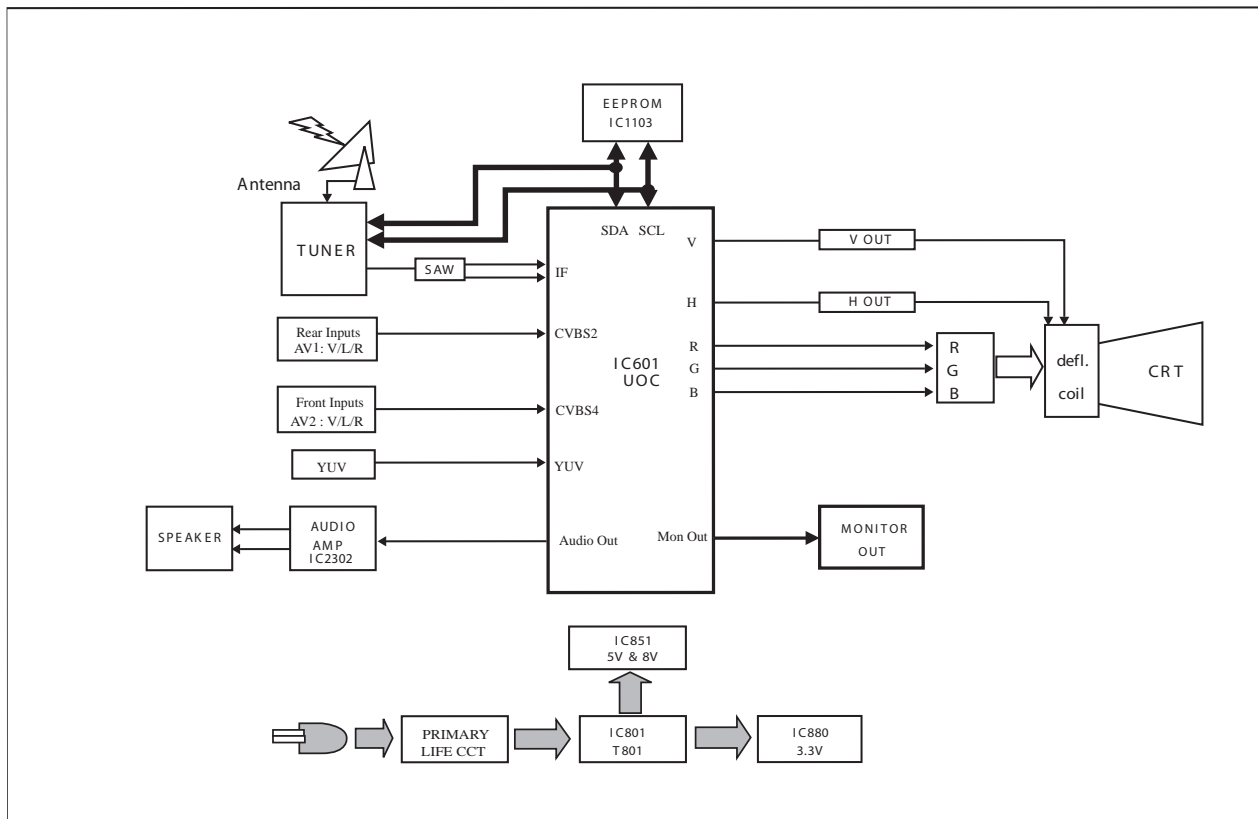 EEPROM
IC1103
Antenna
TUNER
SDA SCL
V
V OUT
SAW
IF
H
H OUT
Rear Inputs
AV1: V/L/R
CVBS2
IC601
UOC
R
G
B
R
G
B
defl.
coil
CRT
Front Inputs
AV2 : V/L/R
CVBS4
YUV
YUV
SPEAKER
AUDIO
AMP
IC2302
Audio Out
Mon Out
MONITOR
OUT
IC851
5V & 8V
PRIMARY
LIFE CCT
IC801
T801
IC880
3.3V